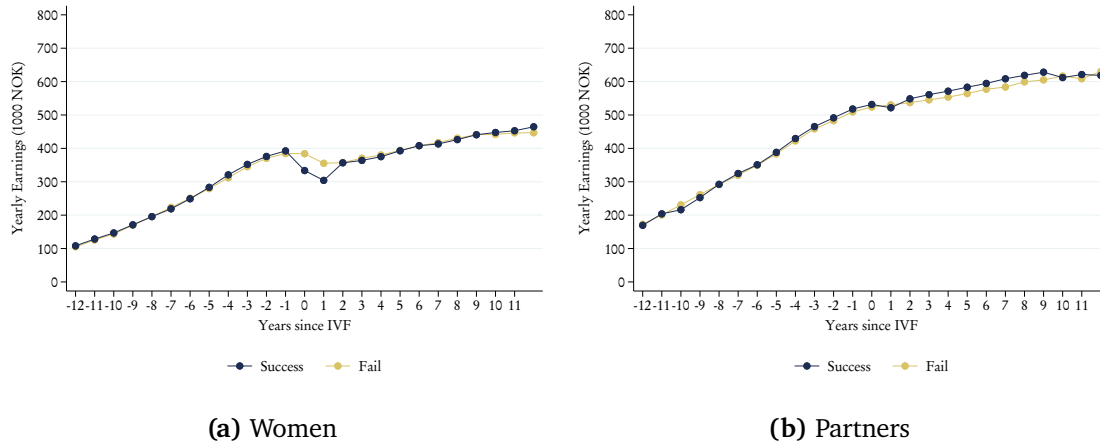 800
700
600
500
400
300
200
100
0
Yearly Earnings (1000 NOK)
-12 -11 -10 -9 -8 -7 -6 -5 -4 -3 -2 -1 0 1 2 3 4 5 6 7 8 9 10 11
Years since IVF
Success Fail
(a) Women
800
700
600
500
400
300
200
100
0
Yearly Earnings (1000 NOK)
-12 -11 -10 -9 -8 -7 -6 -5 -4 -3 -2 -1 0 1 2 3 4 5 6 7 8 9 10 11
Years since IVF
Success Fail
(b) Partners